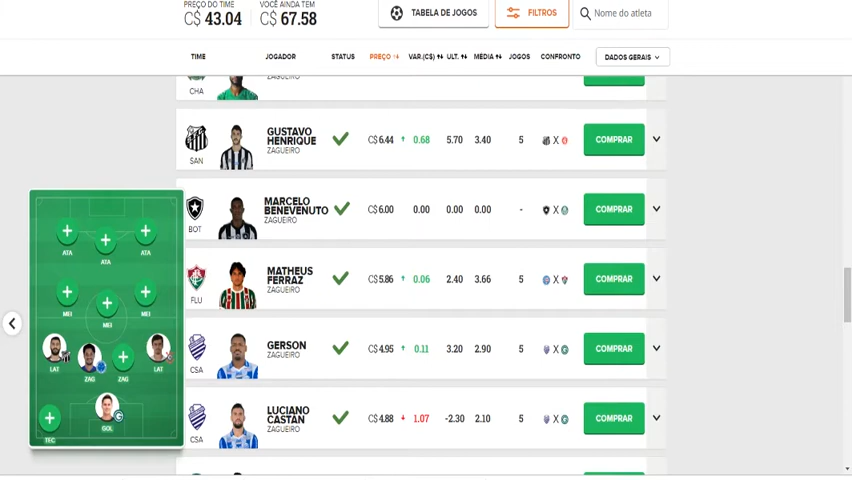 PREÇO DO TIME
C$ 43.04
VOCÊ AINDA TEM
C$ 67.58
TABELA DE JOGOS
FILTROS
Nome do atleta
TIME JOGADOR STATUS PREÇO VAR.(C$) ULT. MEDIA JOGOS CONFRONTO DADOS GERAIS
ZAGUEIRO
CHA
GUSTAVO HENRIQUE
ZAGUEIRO
SAN
C$ 6.44 0.68 5.70 3.40 5 X COMPRAR
MARCELO BENEVENUTO
ZAGUEIRO
BOT
C$ 6.00 0.00 0.00 0.00 - X COMPRAR
MATHEUS FERRAZ
ZAGUEIRO
FLU
C$ 5.86 0.06 2.40 3.66 5 X COMPRAR
GERSON
ZAGUEIRO
CSA
C$ 4.95 0.11 3.20 2.90 5 X COMPRAR
LUCIANO CASTAN
ZAGUEIRO
CSA
C$ 4.88 1.07 -2.30 2.10 5 X COMPRAR
ATA ATA ATA
MEI MEI MEI
LAT ZAG ZAG LAT
GOL
TEC